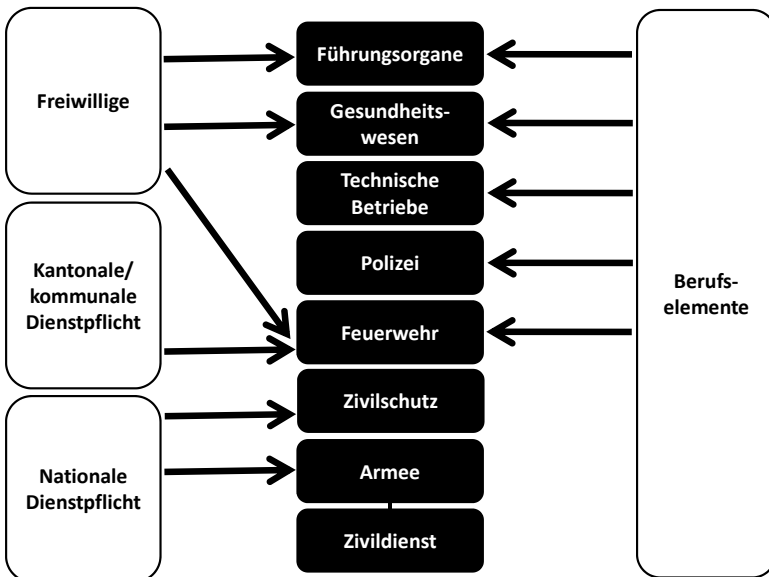 Freiwillige
Kantonale/
kommunale
Dienstpflicht
Nationale
Dienstpflicht
Führungsorgane
Gesundheits-
wesen
Technische
Betriebe
Polizei
Feuerwehr
Zivilschutz
Armee
Zivildienst
Berufs-
elemente